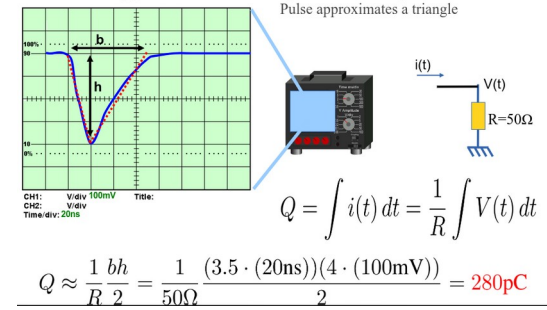 Pulse approximates a triangle
100%
90
b
h
10
0%
CH1: V/div 100mV Title:
CH2: V/div
Time/div: 20ns
i(t)
V(t)
R=50Ω
Q = ∫ i(t) dt = 1/R ∫ V(t) dt
Q ≈ 1/R bh/2 = 1/50Ω (3.5 · (20ns))(4 · (100mV))/2 = 280pC